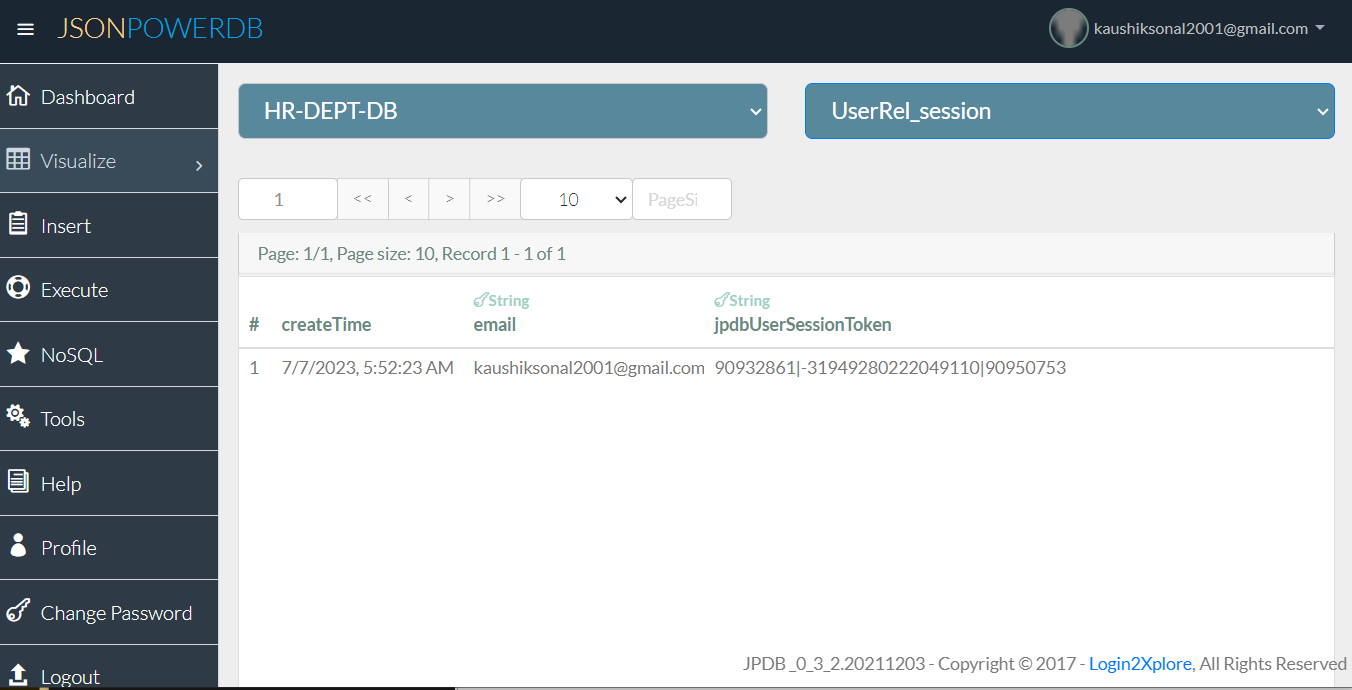 JSONPOWERDB
kaushiksonal2001@gmail.com
Dashboard
Visualize
Insert
Execute
NoSQL
Tools
Help
Profile
Change Password
Logout
HR-DEPT-DB
UserRel_session
1 << < > >> 10 PageSi
Page: 1/1, Page size: 10, Record 1 - 1 of 1
String String
# createTime email jpdbUserSessionToken
1 7/7/2023, 5:52:23 AM kaushiksonal2001@gmail.com 90932861|-31949280222049110|90950753
JPDB _0_3_2.20211203 - Copyright © 2017 - Login2Xplore, All Rights Reserved